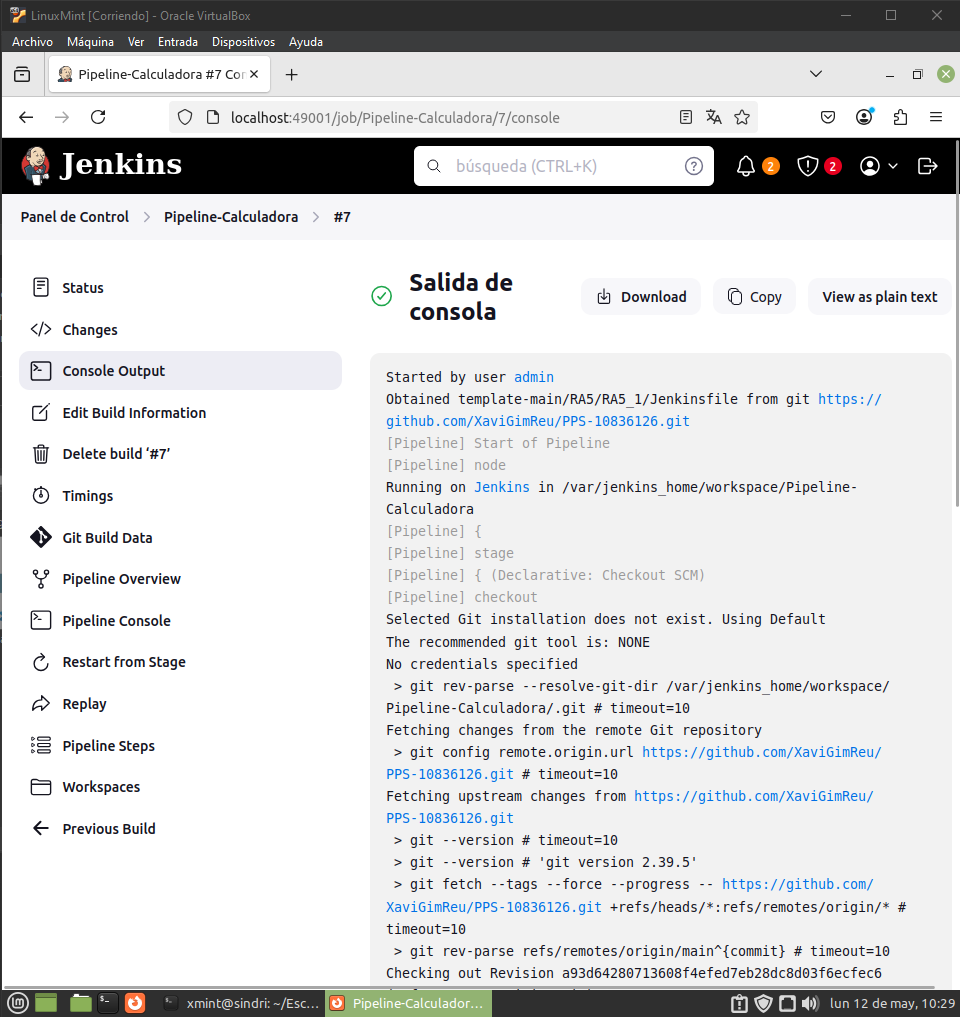 LinuxMint [Corriendo] - Oracle VirtualBox
Archivo Máquina Ver Entrada Dispositivos Ayuda
Pipeline-Calculadora #7 Cor
localhost:49001/job/Pipeline-Calculadora/7/console
Jenkins
búsqueda (CTRL+K)
2
2
Panel de Control > Pipeline-Calculadora > #7
Status
Changes
Console Output
Edit Build Information
Delete build ‘#7’
Timings
Git Build Data
Pipeline Overview
Pipeline Console
Restart from Stage
Replay
Pipeline Steps
Workspaces
Previous Build
Salida de
consola
Download
Copy
View as plain text
Started by user admin
Obtained template-main/RA5/RA5_1/Jenkinsfile from git https://
github.com/XaviGimReu/PPS-10836126.git
[Pipeline] Start of Pipeline
[Pipeline] node
Running on Jenkins in /var/jenkins_home/workspace/Pipeline-
Calculadora
[Pipeline] {
[Pipeline] stage
[Pipeline] { (Declarative: Checkout SCM)
[Pipeline] checkout
Selected Git installation does not exist. Using Default
The recommended git tool is: NONE
No credentials specified
> git rev-parse --resolve-git-dir /var/jenkins_home/workspace/
Pipeline-Calculadora/.git # timeout=10
Fetching changes from the remote Git repository
> git config remote.origin.url https://github.com/XaviGimReu/
PPS-10836126.git # timeout=10
Fetching upstream changes from https://github.com/XaviGimReu/
PPS-10836126.git
> git --version # timeout=10
> git --version # 'git version 2.39.5'
> git fetch --tags --force --progress -- https://github.com/
XaviGimReu/PPS-10836126.git +refs/heads/*:refs/remotes/origin/* #
timeout=10
> git rev-parse refs/remotes/origin/main^{commit} # timeout=10
Checking out Revision a93d64280713608f4efed7eb28dc8d03f6ecfec6
xmint@sindri: ~/Esc...
Pipeline-Calculador...
lun 12 de may, 10:29